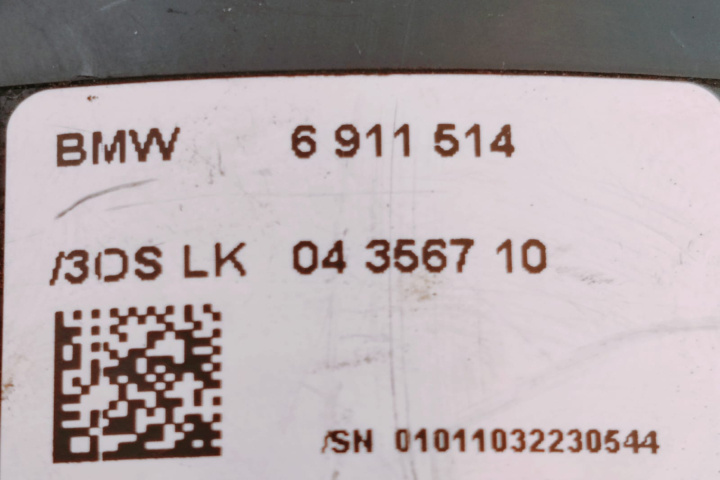 BMW 6 911 514
/3OS LK 04 3567 10
/SN 01011032230544